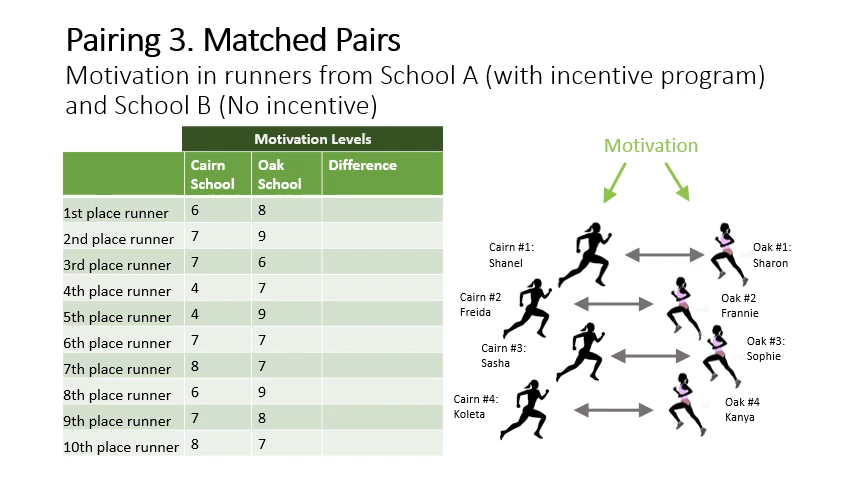 Pairing 3. Matched Pairs
Motivation in runners from School A (with incentive program)
and School B (No incentive)
Motivation Levels
Cairn School Oak School Difference
1st place runner 6 8
2nd place runner 7 9
3rd place runner 7 6
4th place runner 4 7
5th place runner 4 9
6th place runner 7 7
7th place runner 8 7
8th place runner 6 9
9th place runner 7 8
10th place runner 8 7
Motivation
Cairn #1:
Shanel
Oak #1:
Sharon
Cairn #2
Freida
Oak #2
Frannie
Cairn #3:
Sasha
Oak #3:
Sophie
Cairn #4:
Koleta
Oak #4
Kanya